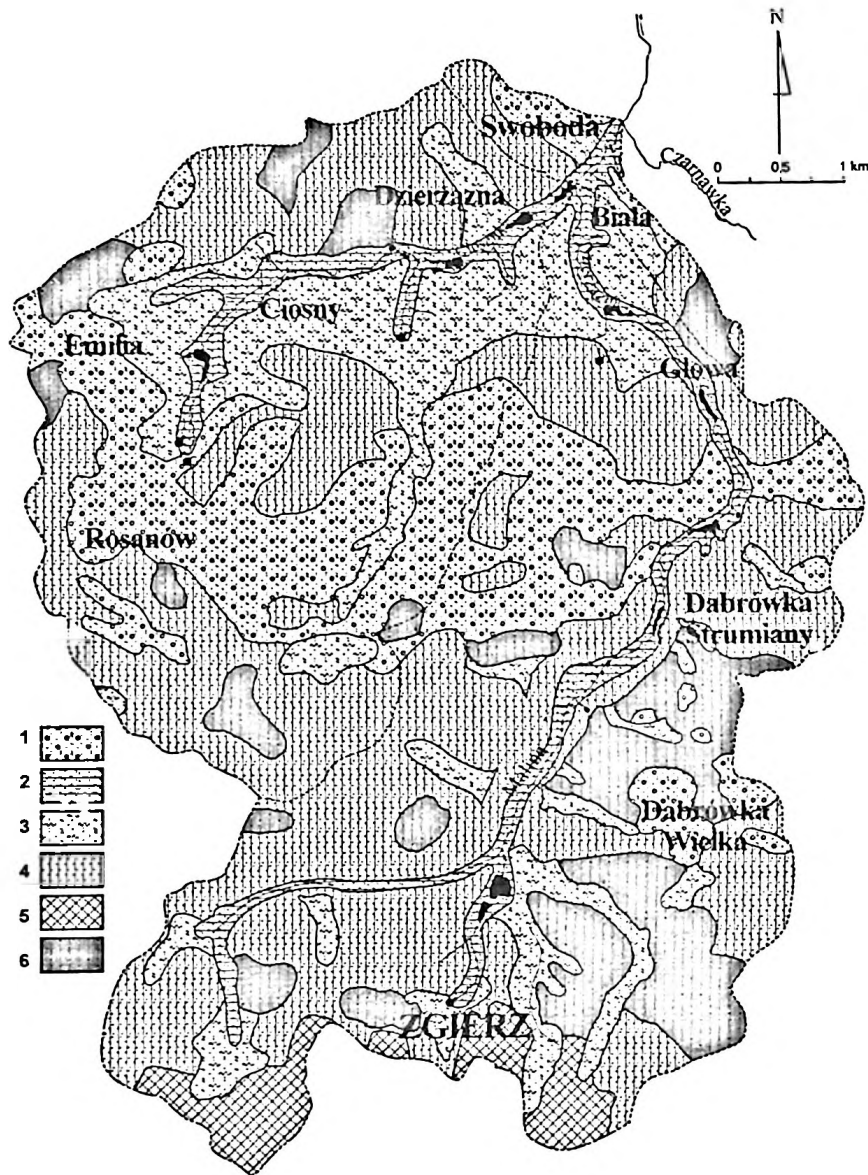 N
Swoboda
Czarnawka
0 0,5 1 km
Dzierżązna
Biała
Ciosny
Emilia
Głowa
Rosanów
Dąbrówka
Strumiany
1
2
3
4
5
6
Dąbrówka
Wielka
ZGIERZ